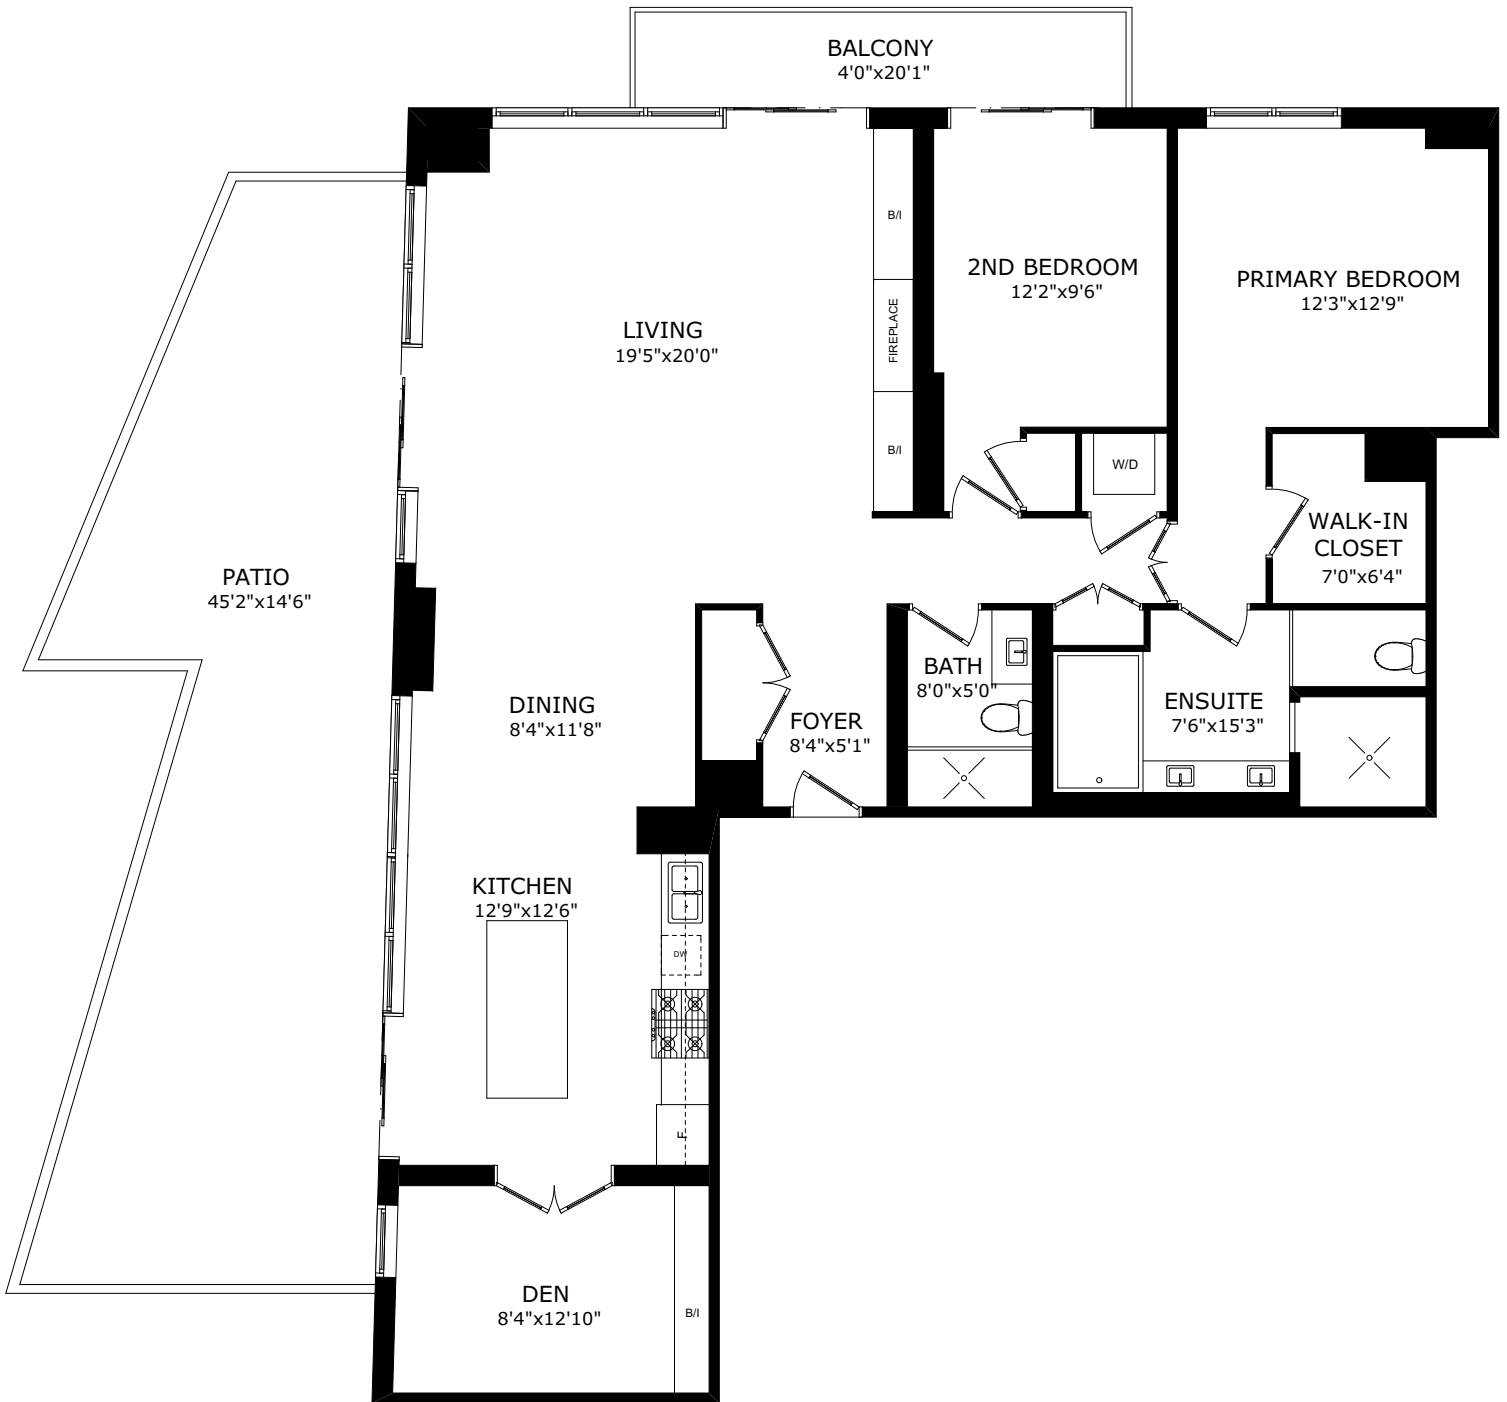 BALCONY
4'0"x20'1"
B/I
2ND BEDROOM
12'2"x9'6"
PRIMARY BEDROOM
12'3"x12'9"
LIVING
19'5"x20'0"
FIREPLACE
B/I
W/D
WALK-IN
CLOSET
7'0"x6'4"
PATIO
45'2"x14'6"
BATH
8'0"x5'0"
DINING
8'4"x11'8"
FOYER
8'4"x5'1"
ENSUITE
7'6"x15'3"
KITCHEN
12'9"x12'6"
DW
F
DEN
8'4"x12'10"
B/I